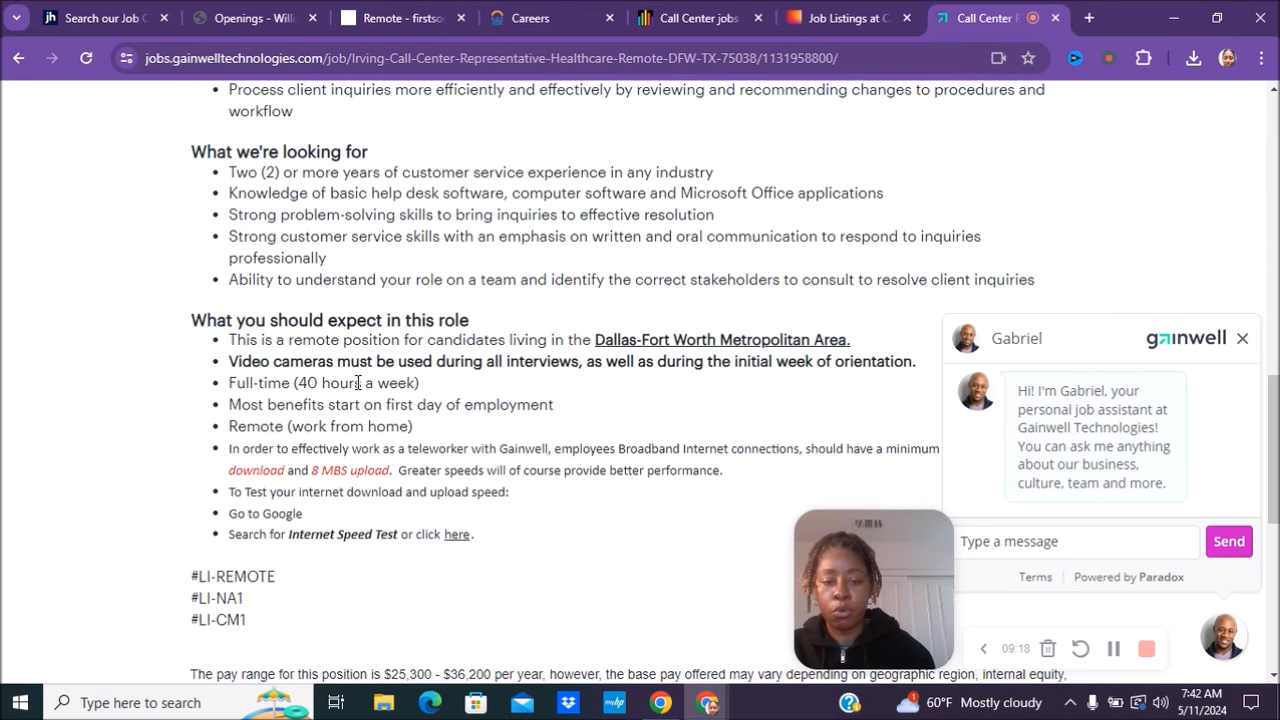 Search our Job C
Openings - Willi
Remote - firstso
Careers
Call Center jobs
Job Listings at C
Call Center R
jobs.gainwelltechnologies.com/job/Irving-Call-Center-Representative-Healthcare-Remote-DFW-TX-75038/1131958800/
Process client inquiries more efficiently and effectively by reviewing and recommending changes to procedures and
workflow
What we're looking for
Two (2) or more years of customer service experience in any industry
Knowledge of basic help desk software, computer software and Microsoft Office applications
Strong problem-solving skills to bring inquiries to effective resolution
Strong customer service skills with an emphasis on written and oral communication to respond to inquiries
professionally
Ability to understand your role on a team and identify the correct stakeholders to consult to resolve client inquiries
What you should expect in this role
This is a remote position for candidates living in the Dallas-Fort Worth Metropolitan Area.
Video cameras must be used during all interviews, as well as during the initial week of orientation.
Full-time (40 hours a week)
Most benefits start on first day of employment
Remote (work from home)
In order to effectively work as a teleworker with Gainwell, employees Broadband Internet connections, should have a minimum
download and 8 MBS upload. Greater speeds will of course provide better performance.
To Test your internet download and upload speed:
Go to Google
Search for Internet Speed Test or click here.
#LI-REMOTE
#LI-NA1
#LI-CM1
The pay range for this position is $25,300 - $36,200 per year, however, the base pay offered may vary depending on geographic region, internal equity,
Gabriel
gainwell
Hi! I'm Gabriel, your
personal job assistant at
Gainwell Technologies!
You can ask me anything
about our business,
culture, team and more.
Type a message
Send
Terms
Powered by Paradox
09:18
Type here to search
60°F Mostly cloudy
7:42 AM
5/11/2024